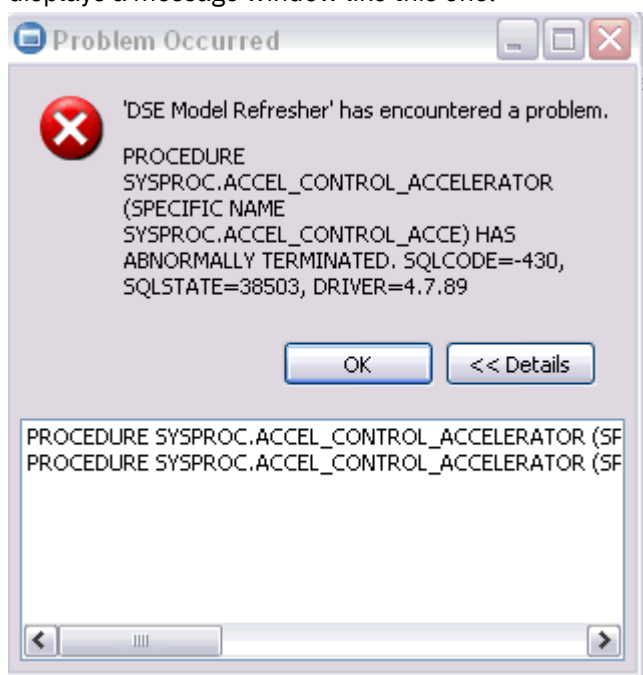 displays a message window like this one:
Problem Occurred
'DSE Model Refresher' has encountered a problem.
PROCEDURE
SYSPROC.ACCEL_CONTROL_ACCELERATOR
(SPECIFIC NAME
SYSPROC.ACCEL_CONTROL_ACCE) HAS
ABNORMALLY TERMINATED. SQLCODE=-430,
SQLSTATE=38503, DRIVER=4.7.89
OK
<< Details
PROCEDURE SYSPROC.ACCEL_CONTROL_ACCELERATOR (SF
PROCEDURE SYSPROC.ACCEL_CONTROL_ACCELERATOR (SF